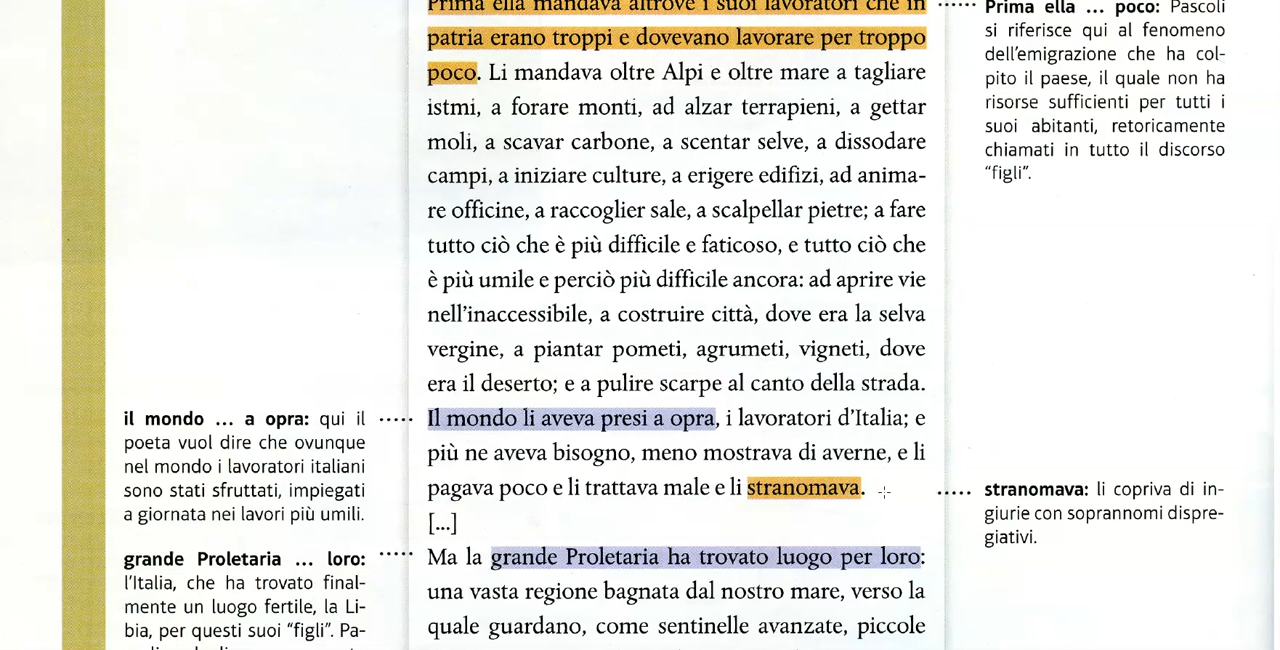 Prima ella mandava altrove i suoi lavoratori che in
patria erano troppi e dovevano lavorare per troppo
poco. Li mandava oltre Alpi e oltre mare a tagliare
istmi, a forare monti, ad alzar terrapieni, a gettar
moli, a scavar carbone, a scentar selve, a dissodare
campi, a iniziare culture, a erigere edifizi, ad anima-
re officine, a raccoglier sale, a scalpellar pietre; a fare
tutto ciò che è più difficile e faticoso, e tutto ciò che
è più umile e perciò più difficile ancora: ad aprire vie
nell'inaccessibile, a costruire città, dove era la selva
vergine, a piantar pometi, agrumeti, vigneti, dove
era il deserto; e a pulire scarpe al canto della strada.
Il mondo li aveva presi a opra, i lavoratori d'Italia; e
più ne aveva bisogno, meno mostrava di averne, e li
pagava poco e li trattava male e li stranomava.
[...]
Ma la grande Proletaria ha trovato luogo per loro:
una vasta regione bagnata dal nostro mare, verso la
quale guardano, come sentinelle avanzate, piccole
Prima ella ... poco: Pascoli
si riferisce qui al fenomeno
dell'emigrazione che ha col-
pito il paese, il quale non ha
risorse sufficienti per tutti i
suoi abitanti, retoricamente
chiamati in tutto il discorso
"figli".
il mondo ... a opra: qui il
poeta vuol dire che ovunque
nel mondo i lavoratori italiani
sono stati sfruttati, impiegati
a giornata nei lavori più umili.
stranomava: li copriva di in-
giurie con soprannomi dispre-
giativi.
grande Proletaria ... loro:
l'Italia, che ha trovato final-
mente un luogo fertile, la Li-
bia, per questi suoi "figli". Pa-